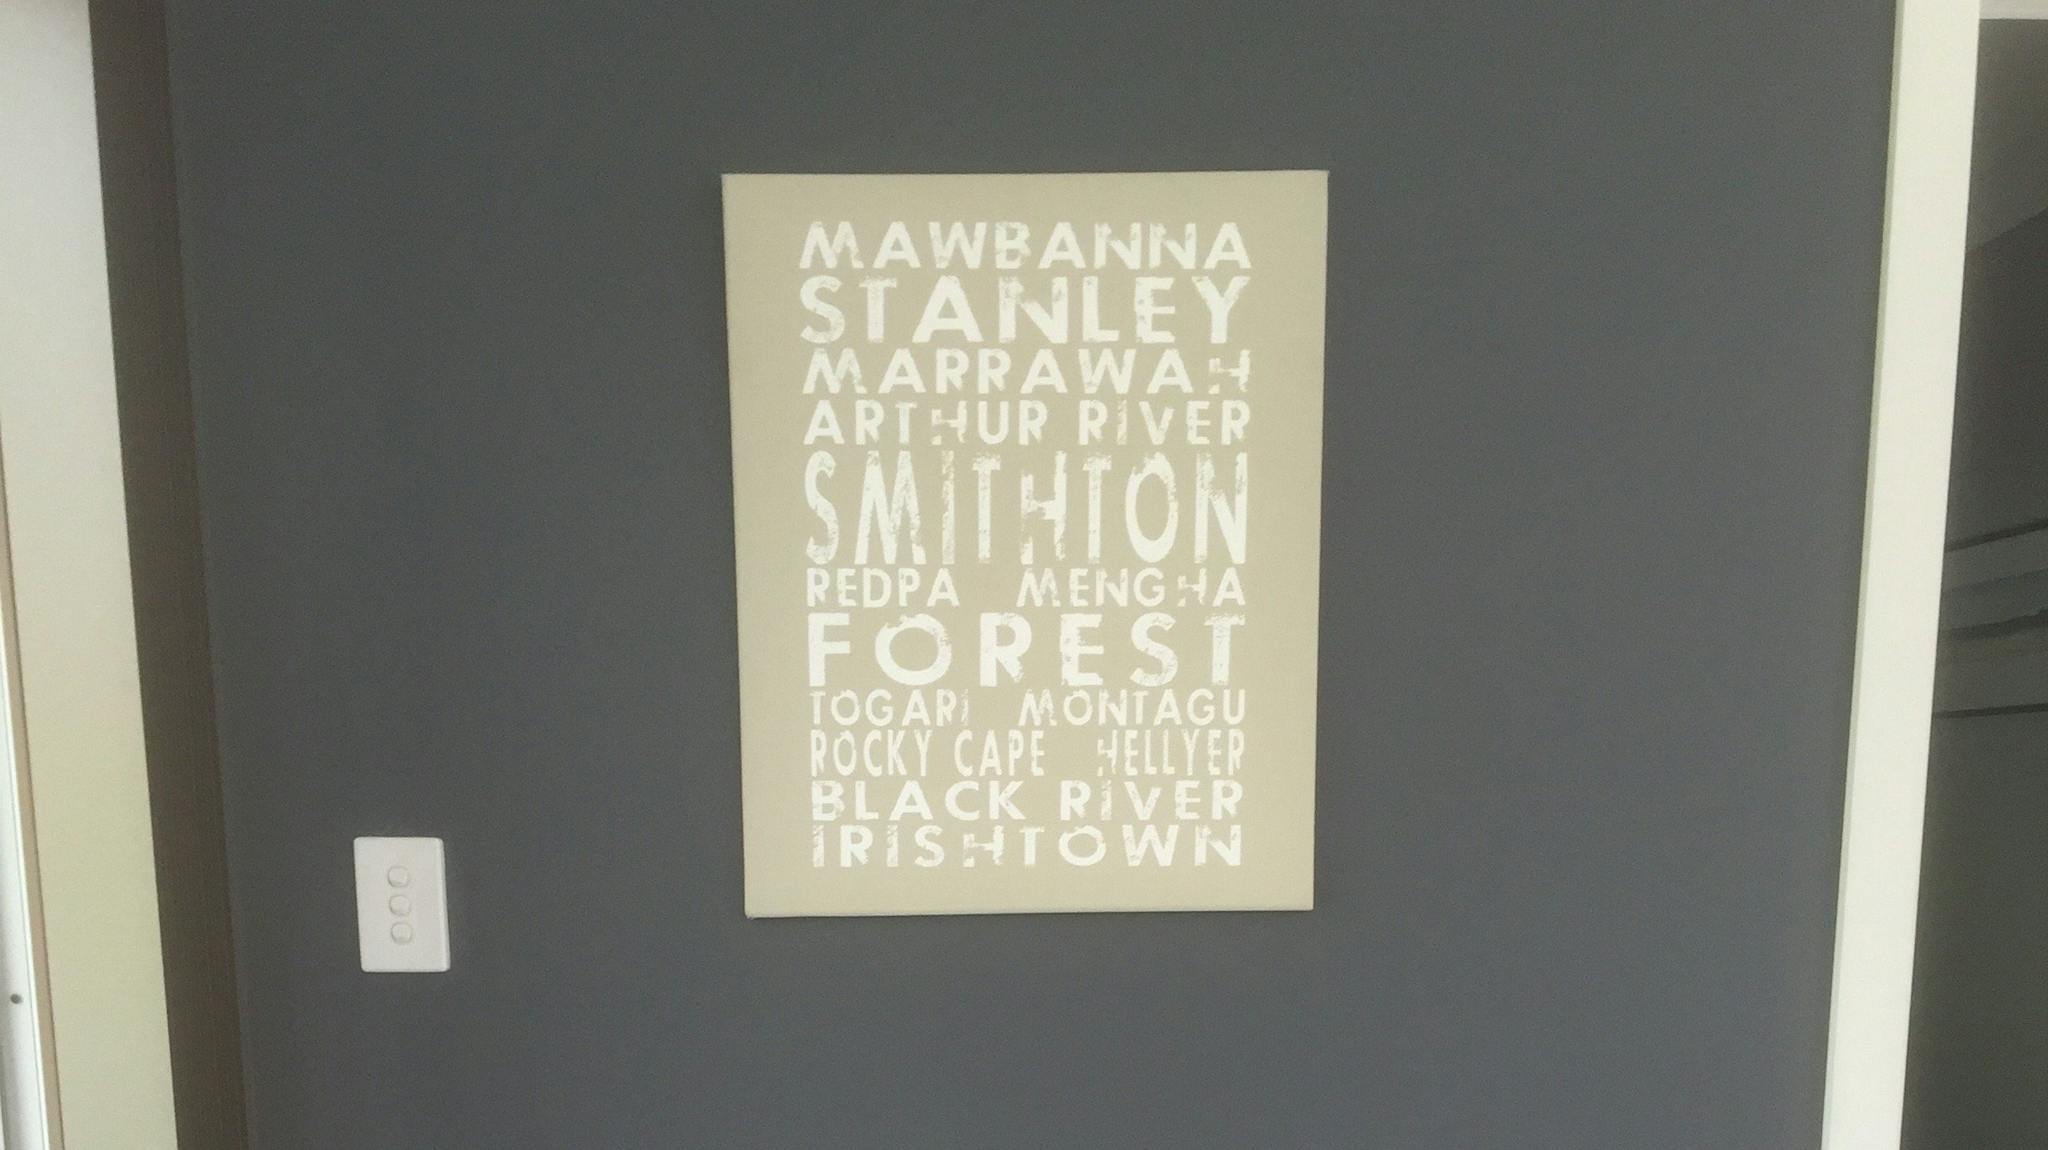 MAWBANNA
STANLEY
MARRAWAH
ARTHUR RIVER
SMITHTON
REDPA MENGHA
FOREST
TOGARI MONTAGU
ROCKY CAPE HELLYER
BLACK RIVER
IRISHTOWN